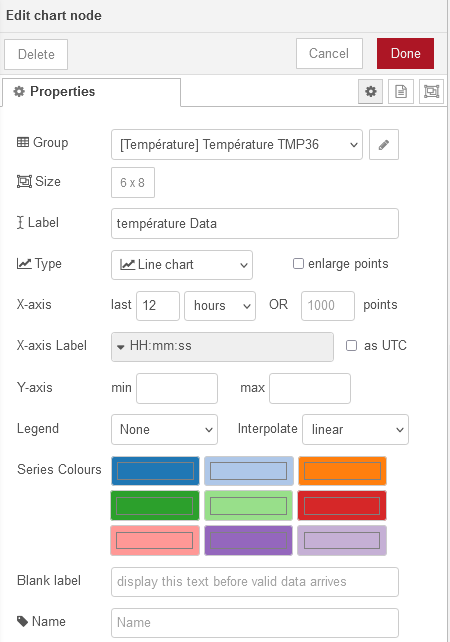 Edit chart node
Delete Cancel Done
Properties
Group [Température] Température TMP36
Size 6 x 8
Label température Data
Type Line chart enlarge points
X-axis last 12 hours OR 1000 points
X-axis Label HH:mm:ss as UTC
Y-axis min max
Legend None Interpolate linear
Series Colours
Blank label display this text before valid data arrives
Name Name